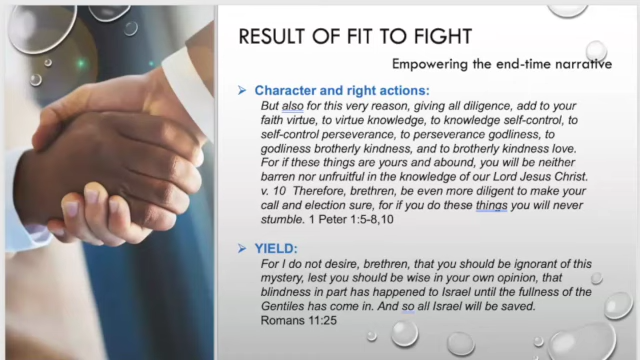 RESULT OF FIT TO FIGHT
Empowering the end-time narrative
Character and right actions:
But also for this very reason, giving all diligence, add to your
faith virtue, to virtue knowledge, to knowledge self-control, to
self-control perseverance, to perseverance godliness, to
godliness brotherly kindness, and to brotherly kindness love.
For if these things are yours and abound, you will be neither
barren nor unfruitful in the knowledge of our Lord Jesus Christ.
v. 10 Therefore, brethren, be even more diligent to make your
call and election sure, for if you do these things you will never
stumble. 1 Peter 1:5-8,10
YIELD:
For I do not desire, brethren, that you should be ignorant of this
mystery, lest you should be wise in your own opinion, that
blindness in part has happened to Israel until the fullness of the
Gentiles has come in. And so all Israel will be saved.
Romans 11:25